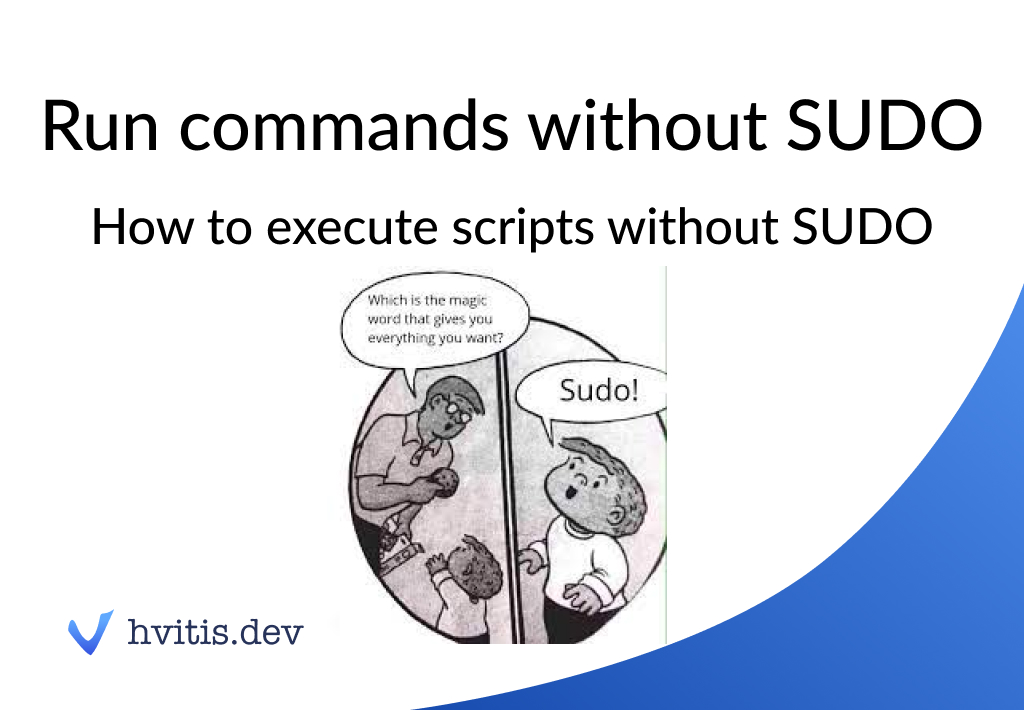 Run commands without SUDO
How to execute scripts without SUDO
Which is the magic
word that gives you
everything you want?
Sudo!
hvitis.dev